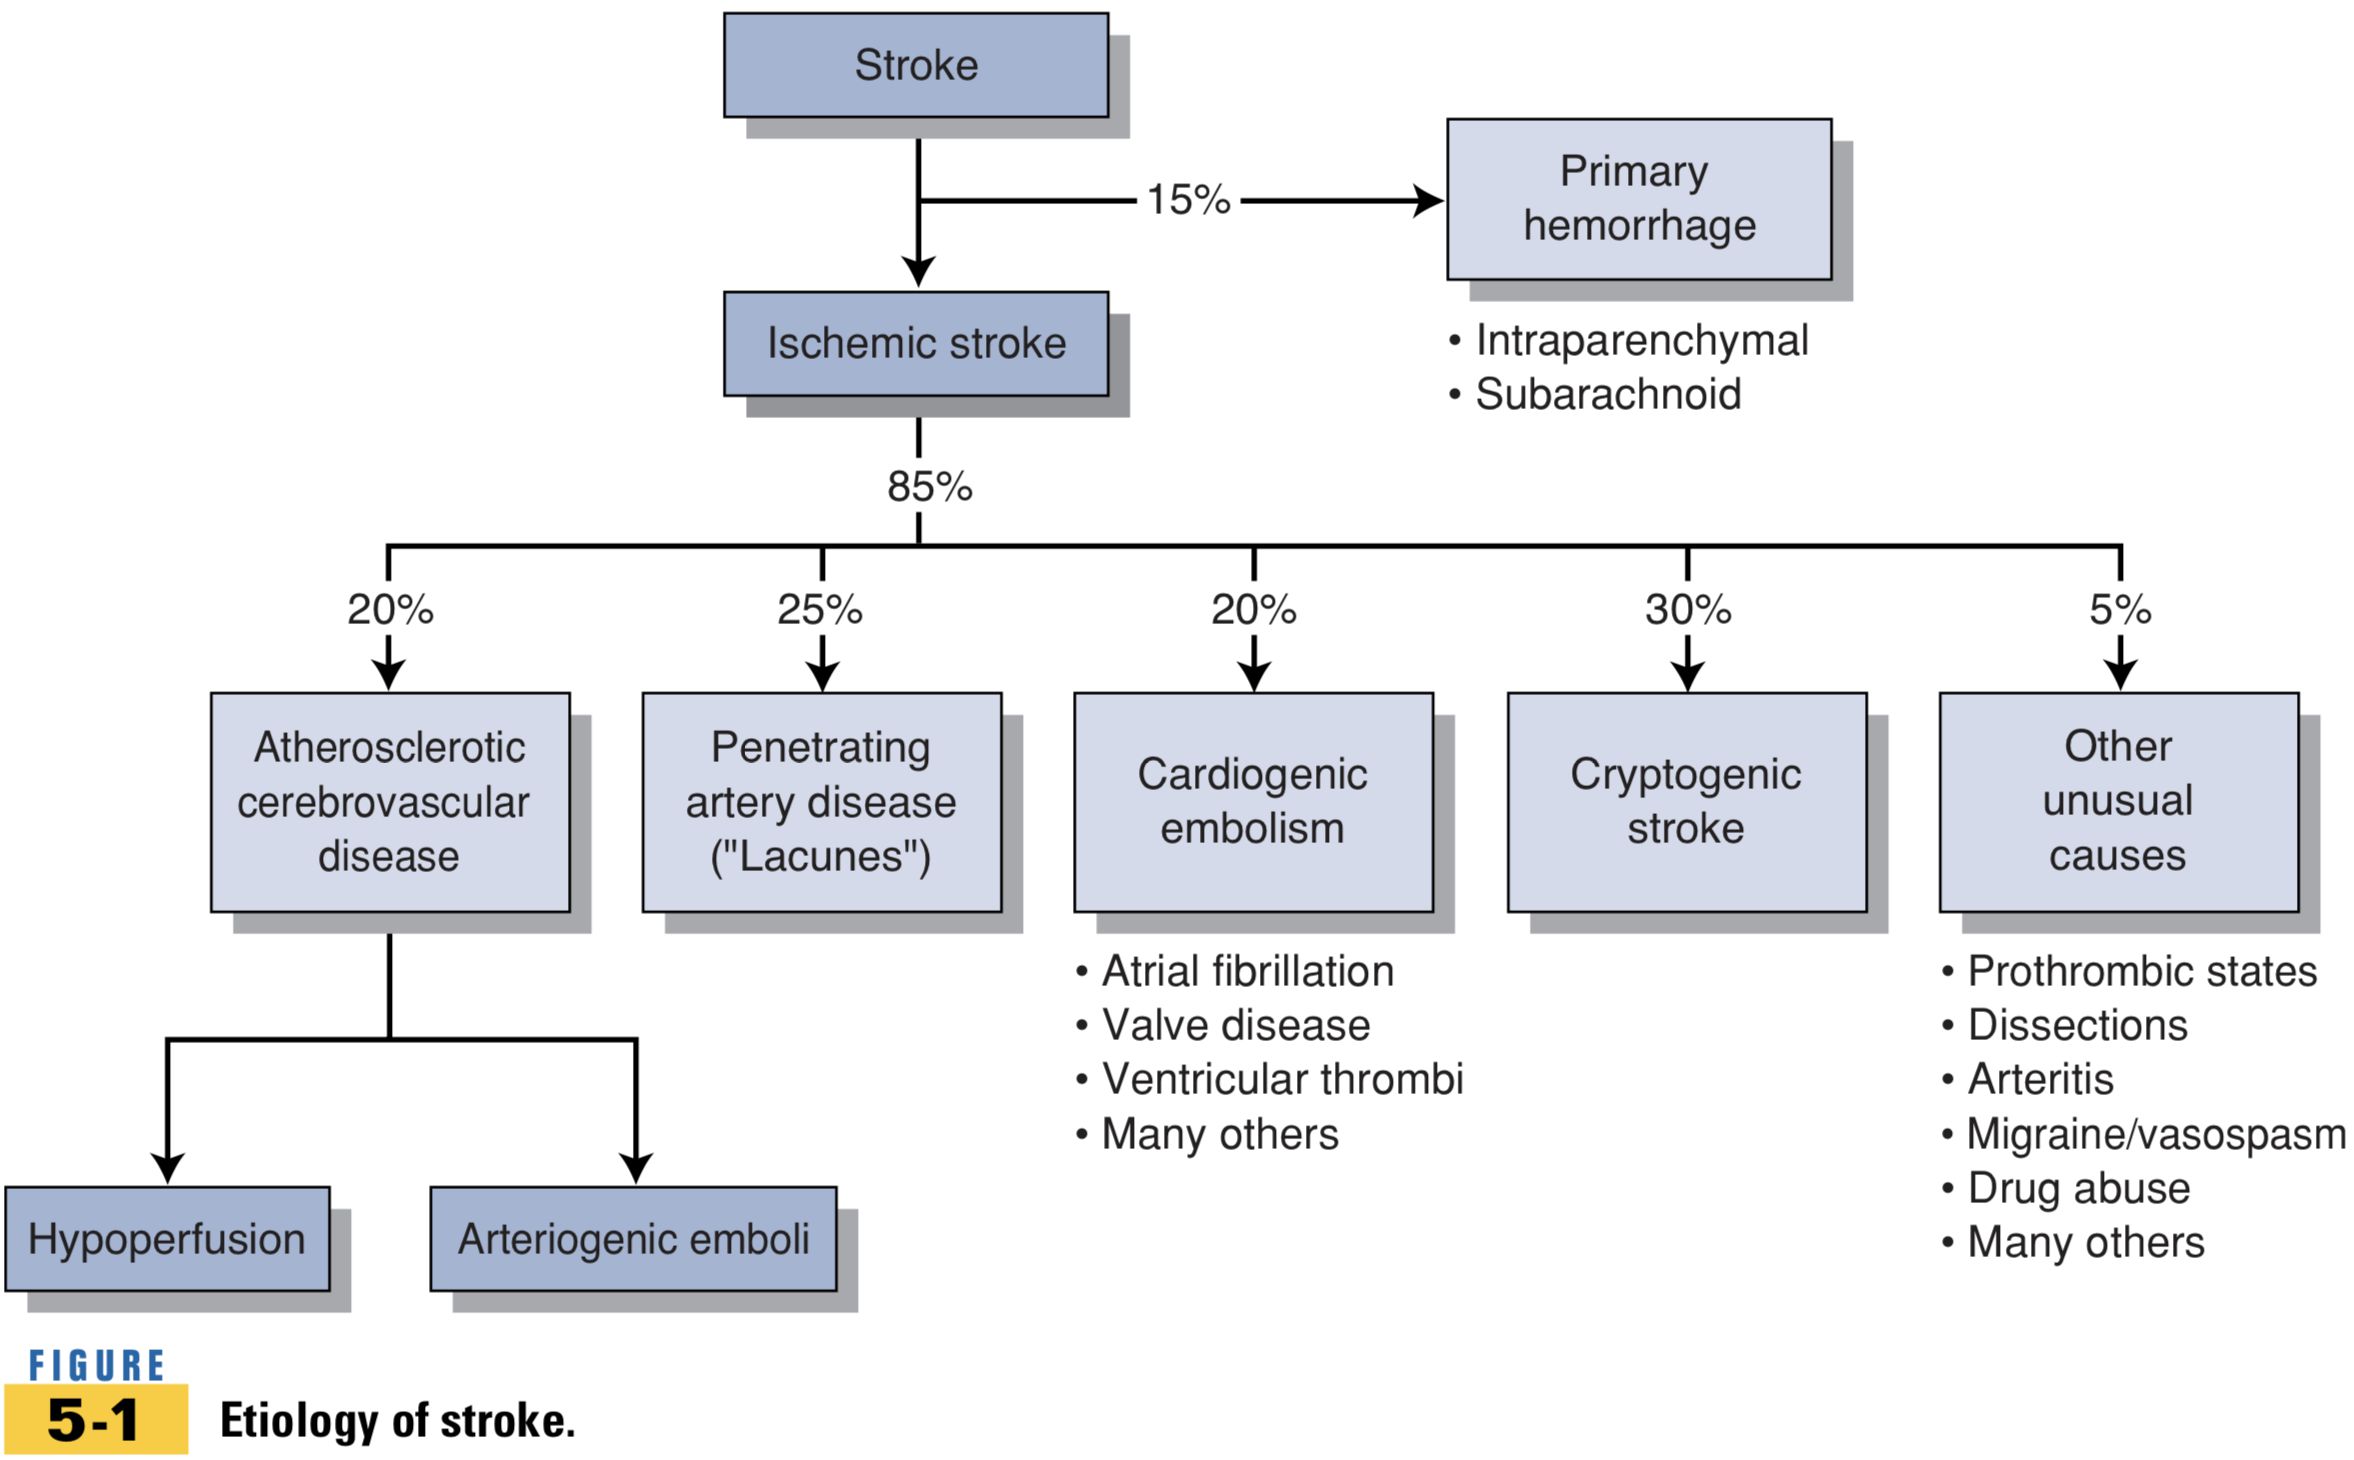 Stroke
15%
Primary
hemorrhage
Ischemic stroke
• Intraparenchymal
• Subarachnoid
85%
20%
25%
20%
30%
5%
Atherosclerotic
cerebrovascular
disease
Penetrating
artery disease
("Lacunes")
Cardiogenic
embolism
Cryptogenic
stroke
Other
unusual
causes
• Atrial fibrillation
• Valve disease
• Ventricular thrombi
• Many others
• Prothrombic states
• Dissections
• Arteritis
• Migraine/vasospasm
• Drug abuse
• Many others
Hypoperfusion
Arteriogenic emboli
FIGURE
5-1
Etiology of stroke.